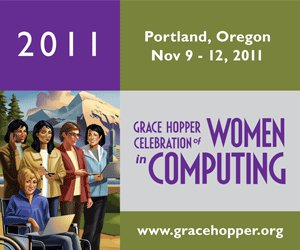 2011
Portland, Oregon
Nov 9 - 12, 2011
GRACE HOPPER
CELEBRATION of WOMEN
in COMPUTING
www.gracehopper.org